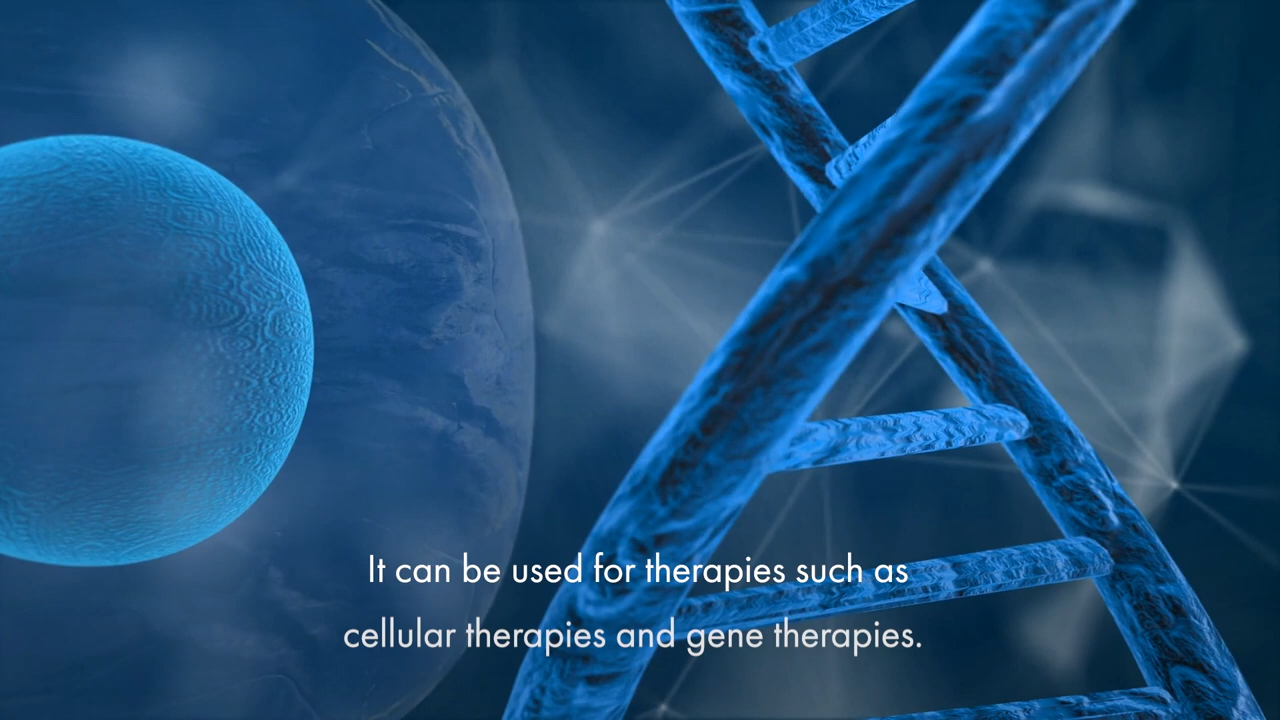 It can be used for therapies such as
cellular therapies and gene therapies.